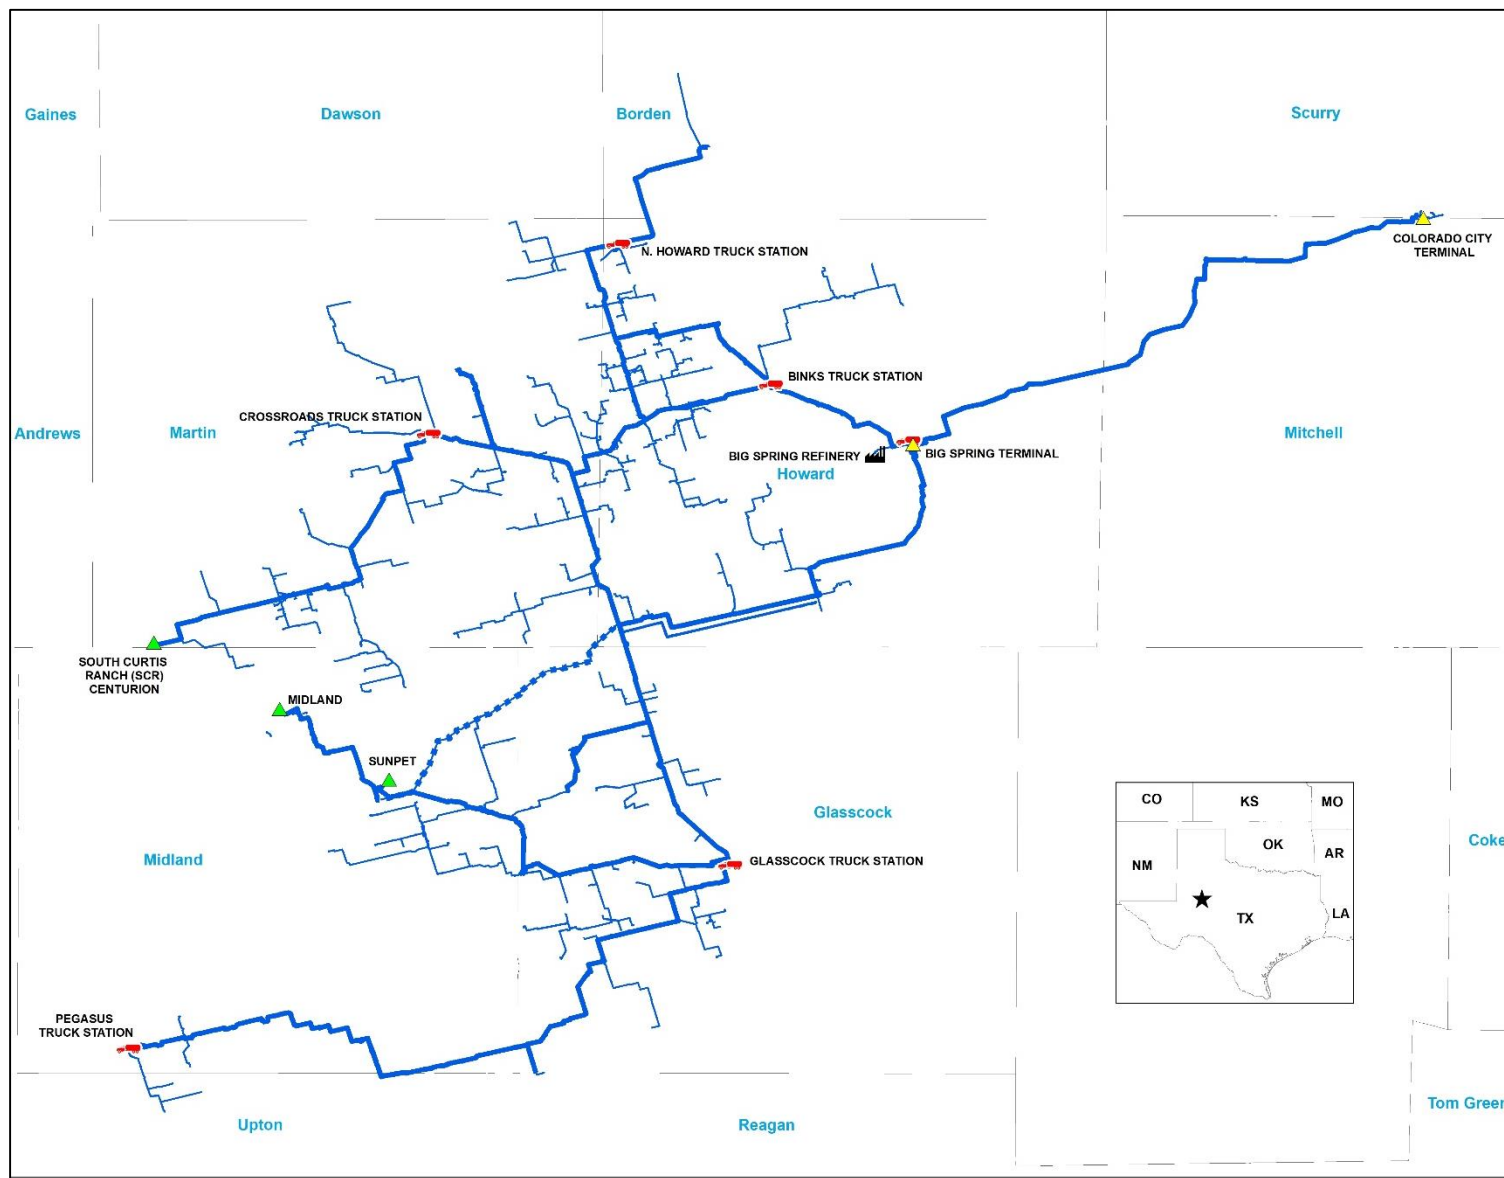 Gaines
Dawson
Borden
Scurry
N. HOWARD TRUCK STATION
COLORADO CITY
TERMINAL
BINKS TRUCK STATION
CROSSROADS TRUCK STATION
Andrews
Martin
Mitchell
BIG SPRING REFINERY
BIG SPRING TERMINAL
Howard
SOUTH CURTIS
RANCH (SCR)
CENTURION
MIDLAND
SUNPET
Glasscock
Midland
GLASSCOCK TRUCK STATION
Coke
CO
KS
MO
OK
AR
NM
TX
LA
PEGASUS
TRUCK STATION
Upton
Reagan
Tom Green